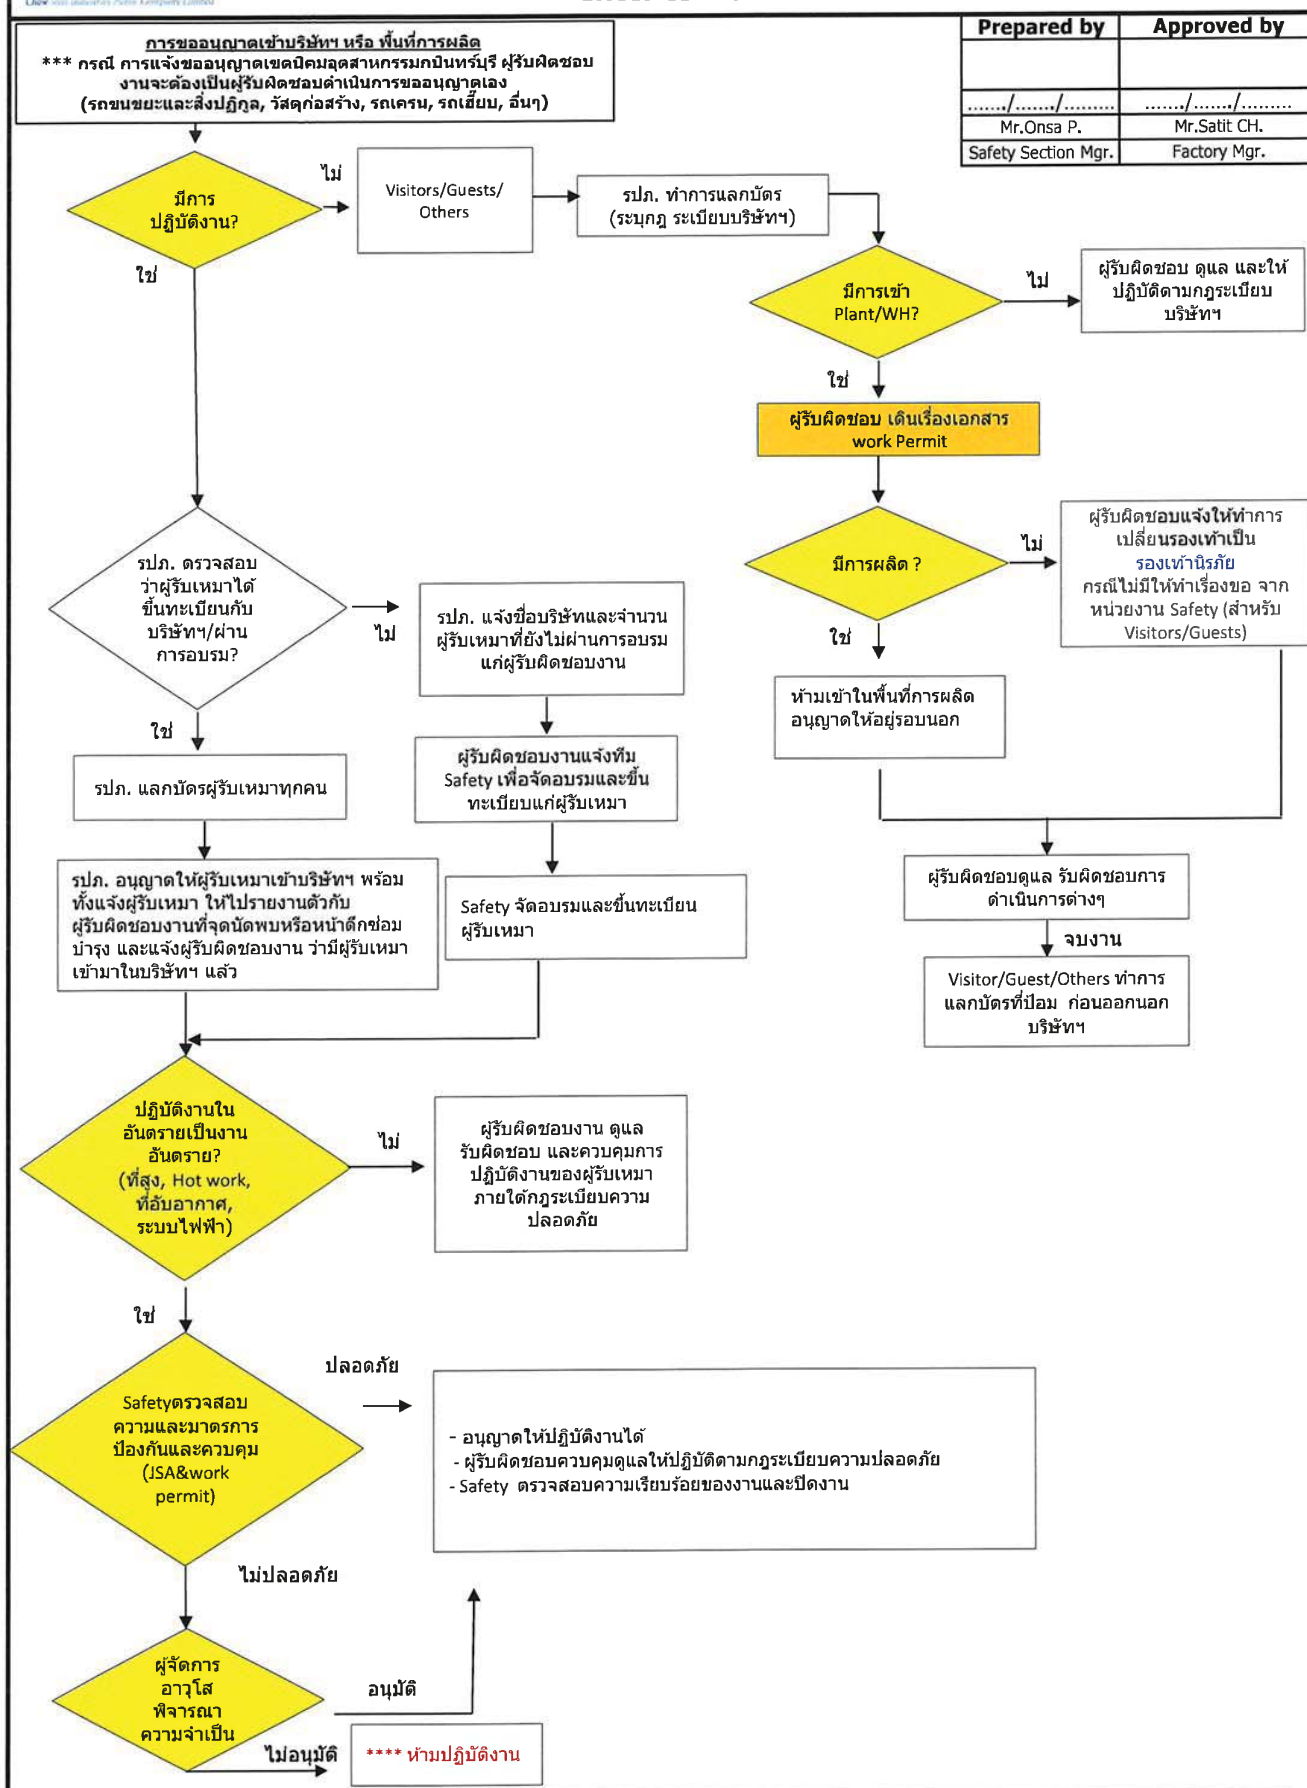 Prepared by
Approved by
......./......./.........
......./......./.........
Mr.Onsa P.
Mr.Satit CH.
Safety Section Mgr.
Factory Mgr.
การขออนุญาตเข้าบริษัทฯ หรือ พื้นที่การผลิต
*** กรณี การแจ้งขออนุญาตเขตนิคมอุตสาหกรรมกบินทร์บุรี ผู้รับผิดชอบ
งานจะต้องเป็นผู้รับผิดชอบดำเนินการขออนุญาตเอง
(รถขนขยะและสิ่งปฏิกูล, วัสดุก่อสร้าง, รถเครน, รถเฮี๊ยบ, อื่นๆ)
มีการ
ปฏิบัติงาน?
ไม่
Visitors/Guests/
Others
รปภ. ทำการแลกบัตร
(ระบุกฎ ระเบียบบริษัทฯ)
ใช่
มีการเข้า
Plant/WH?
ไม่
ผู้รับผิดชอบ ดูแล และให้
ปฏิบัติตามกฎระเบียบ
บริษัทฯ
ใช่
ผู้รับผิดชอบ เดินเรื่องเอกสาร
work Permit
มีการผลิต ?
ไม่
ผู้รับผิดชอบแจ้งให้ทำการ
เปลี่ยนรองเท้าเป็น
รองเท้านิรภัย
กรณีไม่มีให้ทำเรื่องขอ จาก
หน่วยงาน Safety (สำหรับ
Visitors/Guests)
ใช่
ห้ามเข้าในพื้นที่การผลิต
อนุญาตให้อยู่รอบนอก
ผู้รับผิดชอบดูแล รับผิดชอบการ
ดำเนินการต่างๆ
จบงาน
Visitor/Guest/Others ทำการ
แลกบัตรที่ป้อม ก่อนออกนอก
บริษัทฯ
รปภ. ตรวจสอบ
ว่าผู้รับเหมาได้
ขึ้นทะเบียนกับ
บริษัทฯ/ผ่าน
การอบรม?
ไม่
รปภ. แจ้งชื่อบริษัทและจำนวน
ผู้รับเหมาที่ยังไม่ผ่านการอบรม
แก่ผู้รับผิดชอบงาน
ใช่
รปภ. แลกบัตรผู้รับเหมาทุกคน
ผู้รับผิดชอบงานแจ้งทีม
Safety เพื่อจัดอบรมและขึ้น
ทะเบียบแก่ผู้รับเหมา
รปภ. อนุญาตให้ผู้รับเหมาเข้าบริษัทฯ พร้อม
ทั้งแจ้งผู้รับเหมา ให้ไปรายงานตัวกับ
ผู้รับผิดชอบงานที่จุดนัดพบหรือหน้าตึกซ่อม
บำรุง และแจ้งผู้รับผิดชอบงาน ว่ามีผู้รับเหมา
เข้ามาในบริษัทฯ แล้ว
Safety จัดอบรมและขึ้นทะเบียน
ผู้รับเหมา
ปฏิบัติงานใน
อันตรายเป็นงาน
อันตราย?
(ที่สูง, Hot work,
ที่อับอากาศ,
ระบบไฟฟ้า)
ไม่
ผู้รับผิดชอบงาน ดูแล
รับผิดชอบ และควบคุมการ
ปฏิบัติงานของผู้รับเหมา
ภายใต้กฎระเบียบความ
ปลอดภัย
ใช่
Safetyตรวจสอบ
ความและมาตรการ
ป้องกันและควบคุม
(JSA&work
permit)
ปลอดภัย
- อนุญาตให้ปฏิบัติงานได้
- ผู้รับผิดชอบควบคุมดูแลให้ปฏิบัติตามกฎระเบียบความปลอดภัย
- Safety ตรวจสอบความเรียบร้อยของงานและปิดงาน
ไม่ปลอดภัย
ผู้จัดการ
อาวุโส
พิจารณา
ความจำเป็น
อนุมัติ
ไม่อนุมัติ
**** ห้ามปฏิบัติงาน